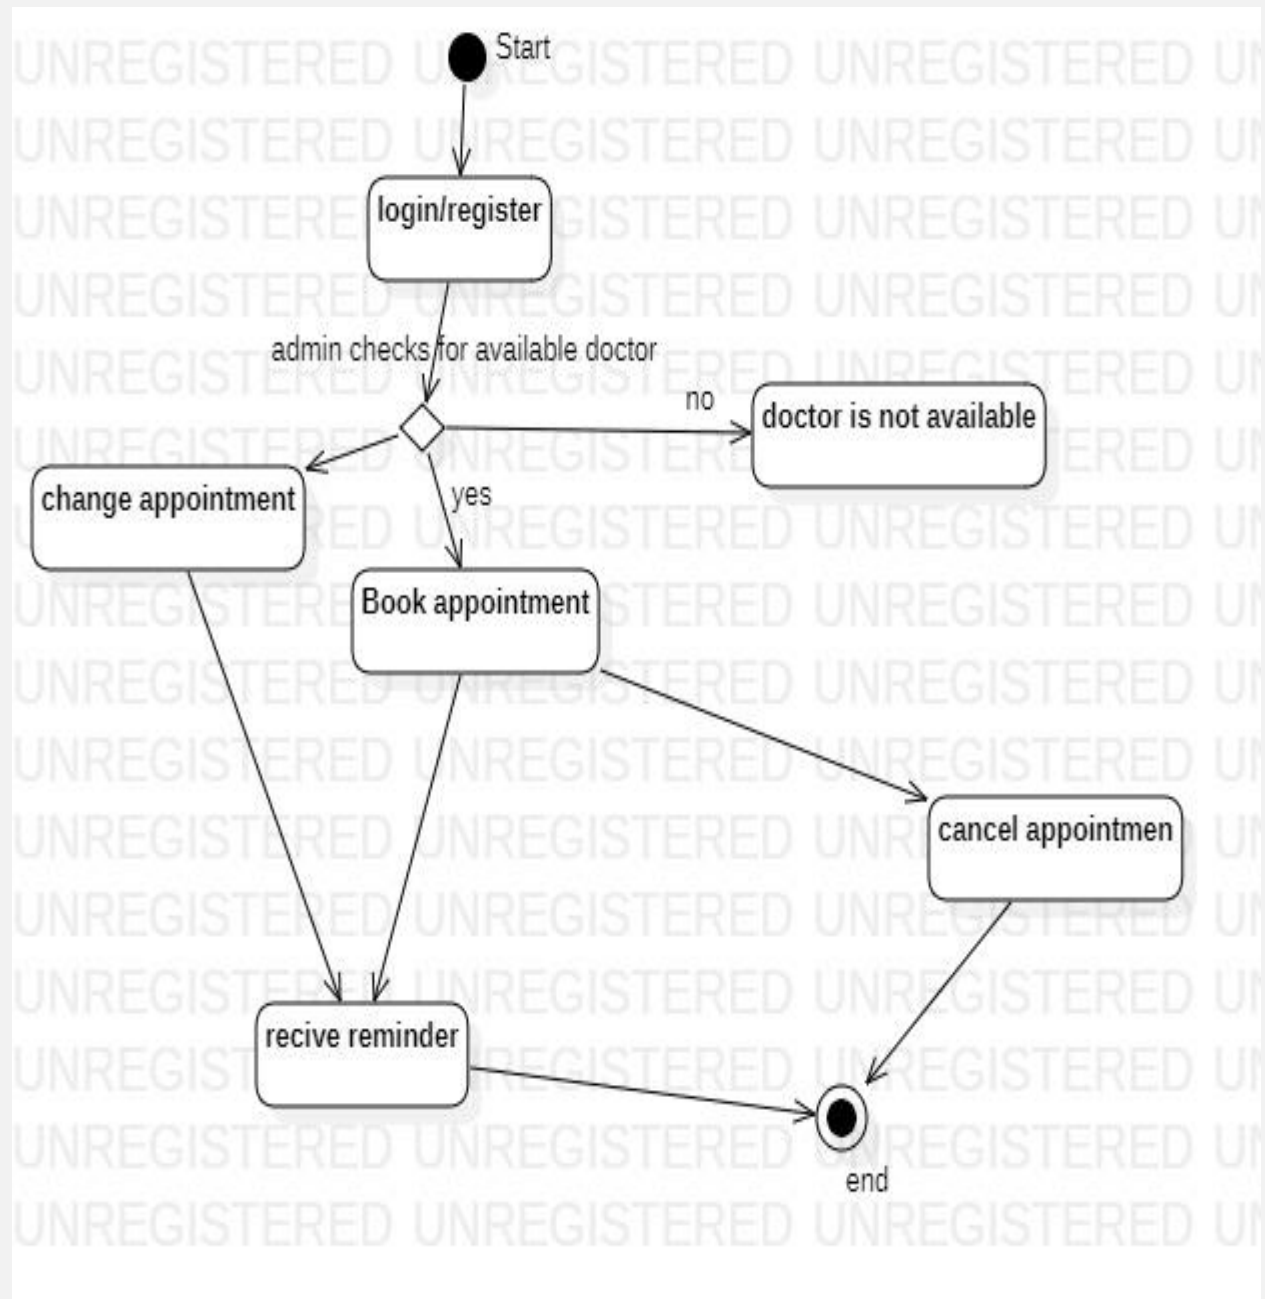 Start
login/register
admin checks for available doctor
no
doctor is not available
change appointment
yes
Book appointment
cancel appointmen
recive reminder
end
UNREGISTERED